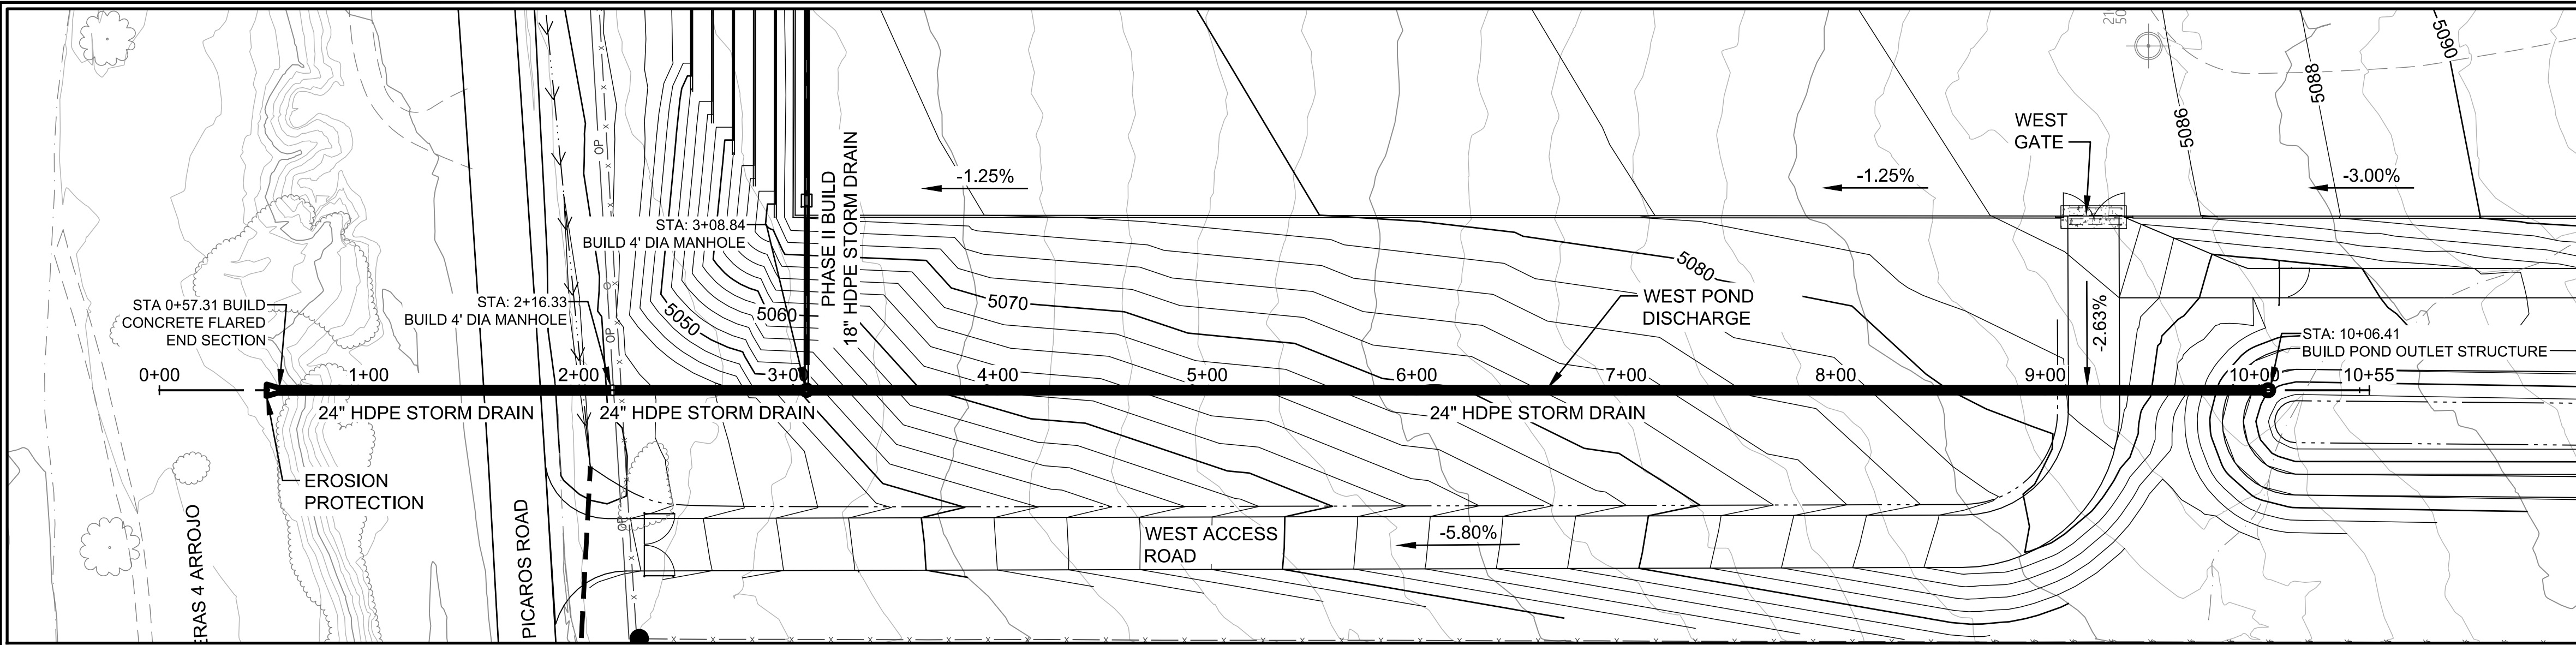 5090
5088
5086
WEST
GATE
-1.25%
-1.25%
-3.00%
OP
PHASE II BUILD
18" HDPE STORM DRAIN
STA: 3+08.84
BUILD 4' DIA MANHOLE
5080
5070
5060
5050
WEST POND
DISCHARGE
-2.63%
STA 0+57.31 BUILD
CONCRETE FLARED
END SECTION
STA: 2+16.33
BUILD 4' DIA MANHOLE
OP
STA: 10+06.41
BUILD POND OUTLET STRUCTURE
0+00
1+00
2+00
3+00
4+00
5+00
6+00
7+00
8+00
9+00
10+00
10+55
24" HDPE STORM DRAIN
24" HDPE STORM DRAIN
24" HDPE STORM DRAIN
EROSION
PROTECTION
ERAS 4 ARROJO
PICAROS ROAD
OP
WEST ACCESS
ROAD
-5.80%